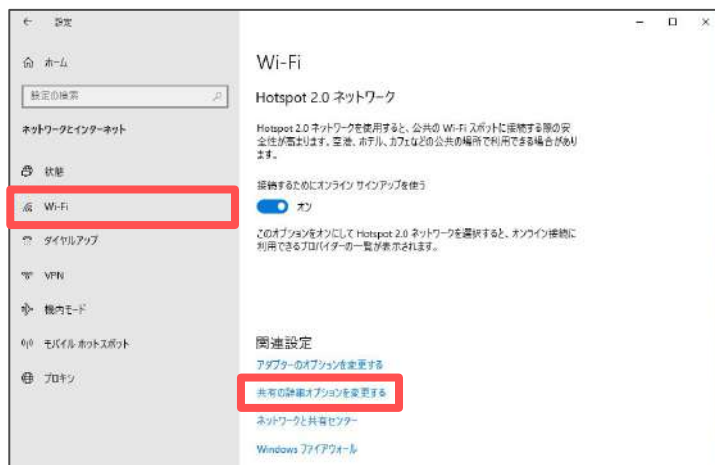 設定
ホーム
設定の検索
ネットワークとインターネット
状態
Wi-Fi
ダイヤルアップ
VPN
機内モード
モバイル ホットスポット
プロキシ
Wi-Fi
Hotspot 2.0 ネットワーク
Hotspot 2.0 ネットワークを使用すると、公共の Wi-Fi スポットに接続する際の安
全性が高まります。空港、ホテル、カフェなどの公共の場所で利用できる場合があり
ます。
接続するためにオンライン サインアップを使う
オン
このオプションをオンにして Hotspot 2.0 ネットワークを選択すると、オンライン接続に
利用できるプロバイダーの一覧が表示されます。
関連設定
アダプターのオプションを変更する
共有の詳細オプションを変更する
ネットワークと共有センター
Windows ファイアウォール